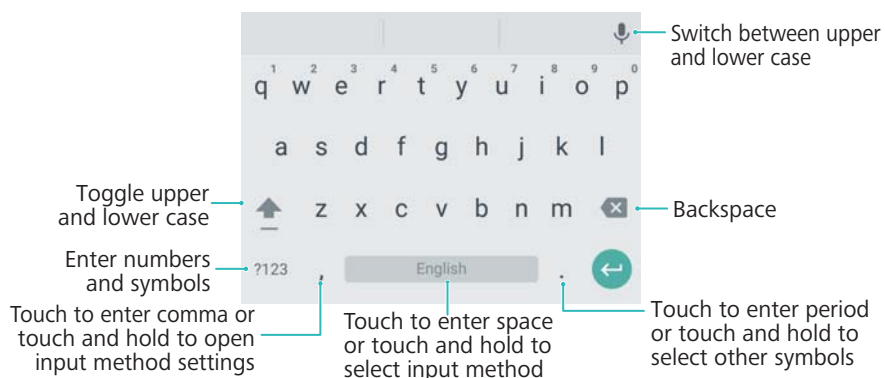 Switch between upper
and lower case
1 2 3 4 5 6 7 8 9 0
q w e r t y u i o p
a s d f g h j k l
Toggle upper
and lower case
z x c v b n m
Backspace
Enter numbers
and symbols
?123 , English .
Touch to enter comma or
touch and hold to open
input method settings
Touch to enter space
or touch and hold to
select input method
Touch to enter period
or touch and hold to
select other symbols